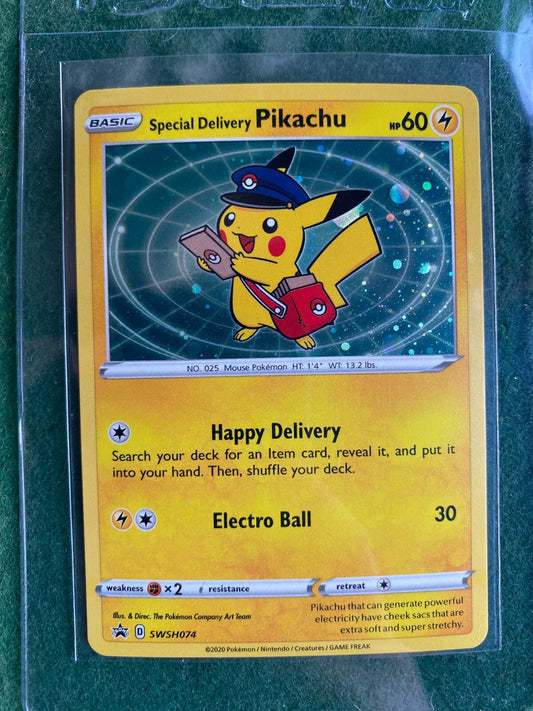 BASIC Special Delivery Pikachu HP60
NO. 025 Mouse Pokémon HT: 1'4" WT: 13.2 lbs.
Happy Delivery
Search your deck for an Item card, reveal it, and put it
into your hand. Then, shuffle your deck.
Electro Ball 30
weakness ×2 resistance retreat
Illus. & Direc. The Pokémon Company Art Team
D SWSH074
Pokémon that can generate powerful
electricity have cheek sacs that are
extra soft and super stretchy.
©2020 Pokémon / Nintendo / Creatures / GAME FREAK